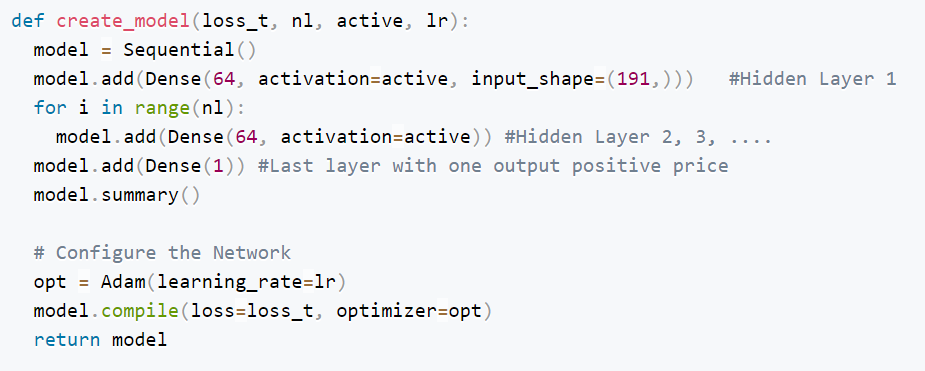 def create_model(loss_t, nl, active, lr):
  model = Sequential()
  model.add(Dense(64, activation=active, input_shape=(191,)))   #Hidden Layer 1
  for i in range(nl):
    model.add(Dense(64, activation=active)) #Hidden Layer 2, 3, ....
  model.add(Dense(1)) #Last layer with one output positive price
  model.summary()

  # Configure the Network
  opt = Adam(learning_rate=lr)
  model.compile(loss=loss_t, optimizer=opt)
  return model